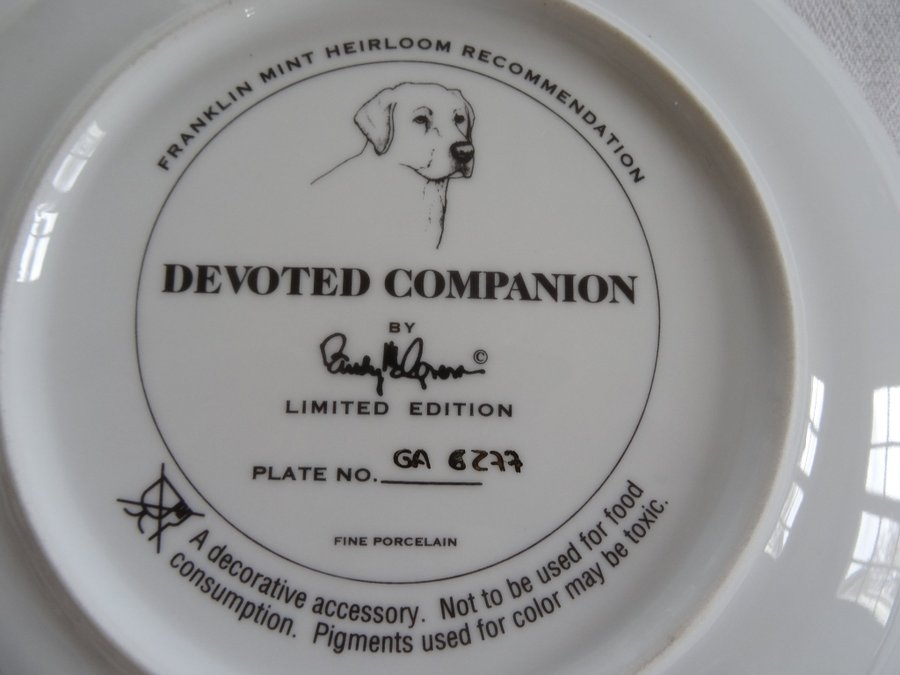 FRANKLIN MINT HEIRLOOM RECOMMENDATION
DEVOTED COMPANION
BY
©
LIMITED EDITION
PLATE NO. GA 6277
FINE PORCELAIN
A decorative accessory. Not to be used for food
consumption. Pigments used for color may be toxic.